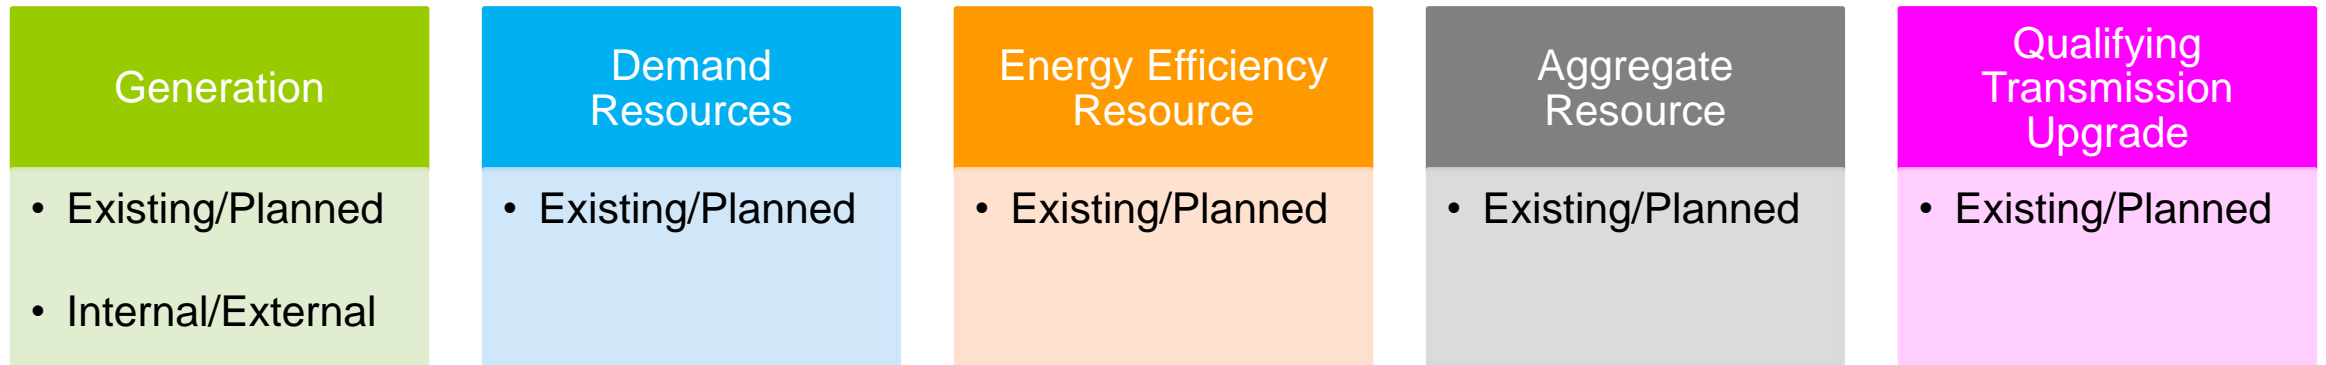 Generation
• Existing/Planned
• Internal/External
Demand
Resources
• Existing/Planned
Energy Efficiency
Resource
• Existing/Planned
Aggregate
Resource
• Existing/Planned
Qualifying
Transmission
Upgrade
• Existing/Planned